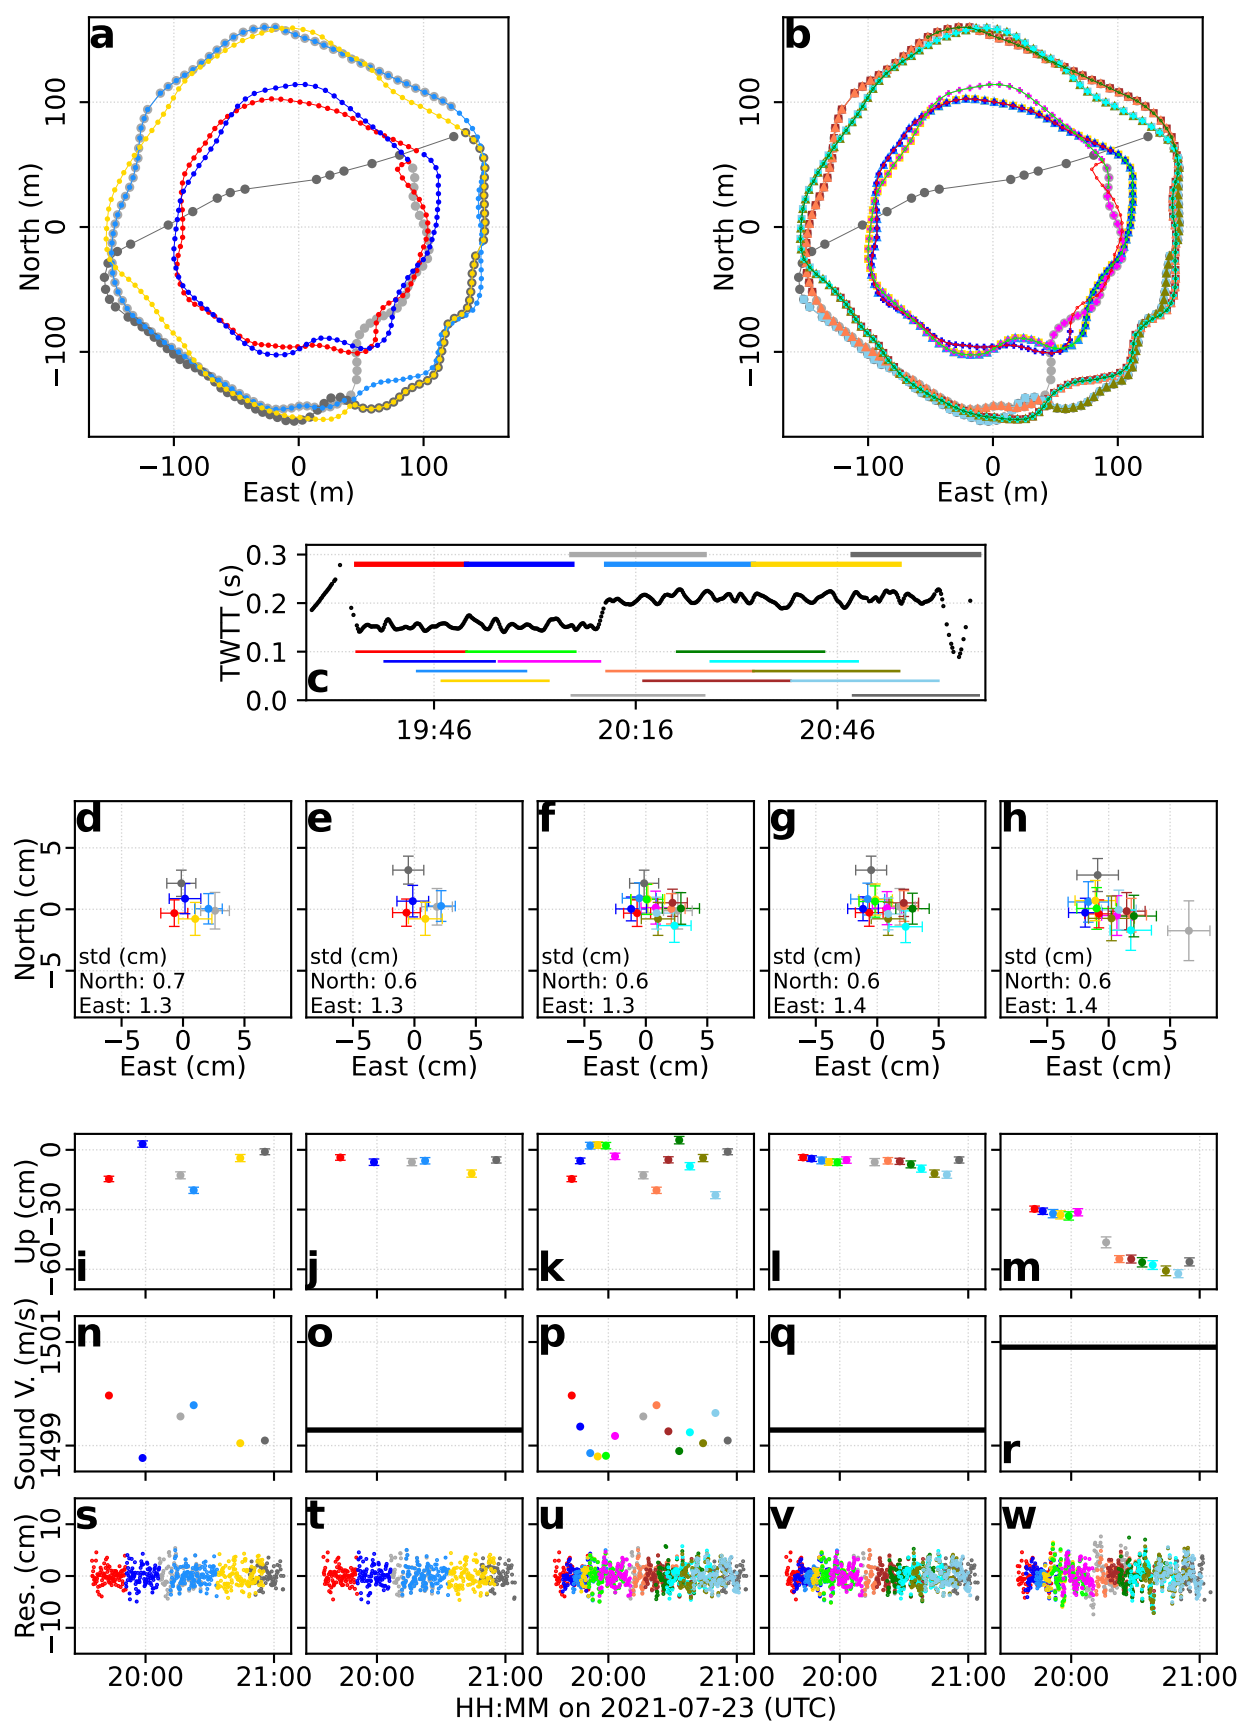 a
b
North (m)
100
0
−100
North (m)
100
0
−100
−100 0 100
East (m)
−100 0 100
East (m)
TWTT (s)
0.3
0.2
0.1
0.0
c
19:46 20:16 20:46
d e f g h
North (cm)
5
0
−5
std (cm)
North: 0.7
East: 1.3
std (cm)
North: 0.6
East: 1.3
std (cm)
North: 0.6
East: 1.3
std (cm)
North: 0.6
East: 1.4
std (cm)
North: 0.6
East: 1.4
−5 0 5
−5 0 5
−5 0 5
−5 0 5
−5 0 5
East (cm) East (cm) East (cm) East (cm) East (cm)
Up (cm)
0
−30
−60
i j k l m
Sound V. (m/s)
1501
1499
n o p q r
Res. (cm)
10
0
−10
s t u v w
20:00 21:00 20:00 21:00 20:00 21:00 20:00 21:00 20:00 21:00
HH:MM on 2021-07-23 (UTC)